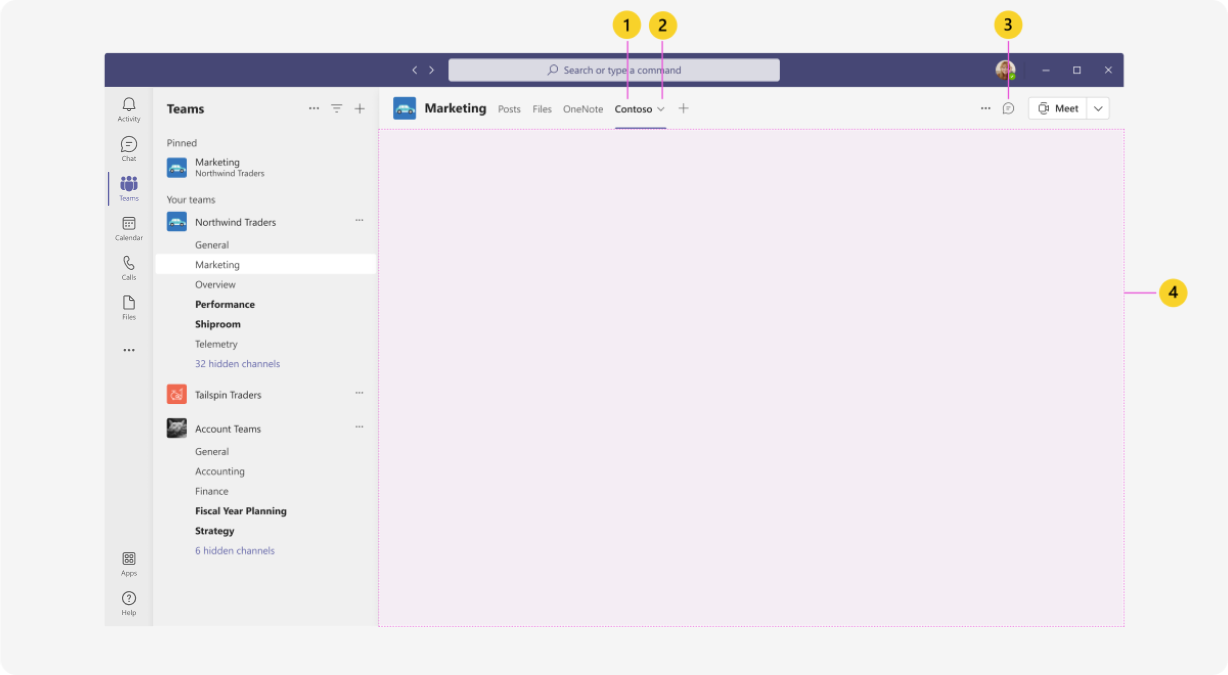 1
2
3
Search or type a command
Activity
Chat
Teams
Calendar
Calls
Files
Apps
Help
Teams
Pinned
Marketing
Northwind Traders
Your teams
Northwind Traders
General
Marketing
Overview
Performance
Shiproom
Telemetry
32 hidden channels
Tailspin Traders
Account Teams
General
Accounting
Finance
Fiscal Year Planning
Strategy
6 hidden channels
Marketing Posts Files OneNote Contoso
Meet
4